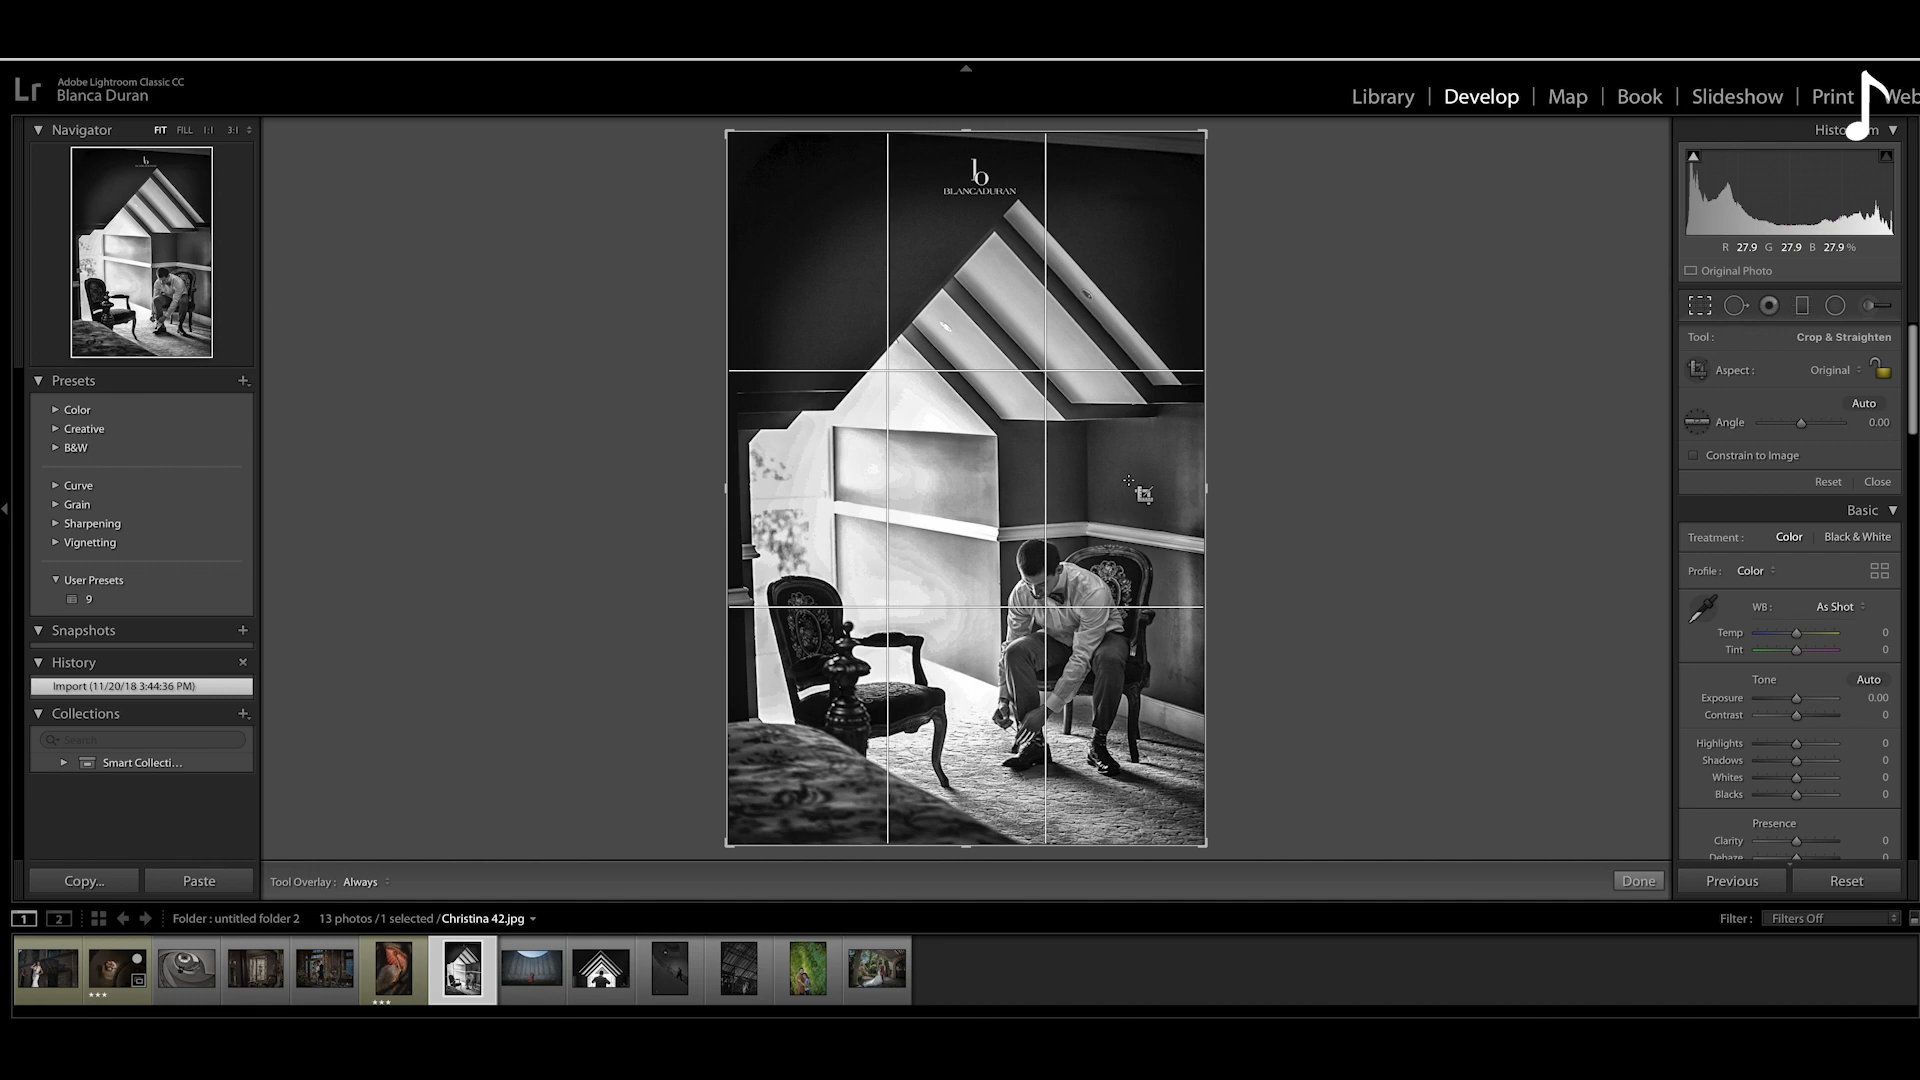 Lr
Adobe Lightroom Classic CC
Blanca Duran
Library | Develop | Map | Book | Slideshow | Print Web
Navigator FIT FILL 1:1 3:1
BLANCADURAN
Presets
Color
Creative
B&W
Curve
Grain
Sharpening
Vignetting
User Presets
9
Snapshots
History
Import (11/20/18 3:44:36 PM)
Collections
Search
Smart Collecti...
Copy... Paste
Tool Overlay : Always
Done
R 27.9 G 27.9 B 27.9 %
Original Photo
Tool : Crop & Straighten
Aspect : Original
Auto
Angle 0.00
Constrain to Image
Reset Close
Basic
Treatment : Color Black & White
Profile : Color
WB : As Shot
Temp 0
Tint 0
Tone Auto
Exposure 0.00
Contrast 0
Highlights 0
Shadows 0
Whites 0
Blacks 0
Presence
Clarity 0
Dehaze 0
Previous Reset
1 2 Folder : untitled folder 2 13 photos / 1 selected / Christina 42.jpg
Filter : Filters Off